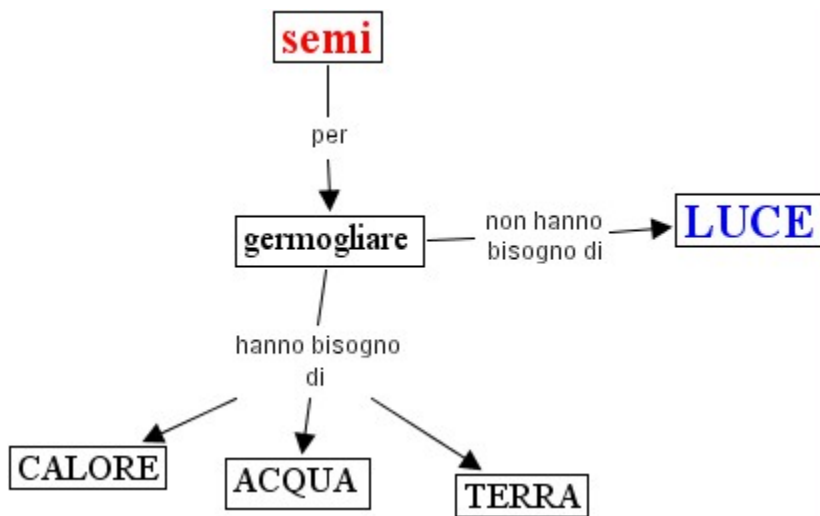 semi
per
germogliare
non hanno
bisogno di
LUCE
hanno bisogno
di
CALORE
ACQUA
TERRA